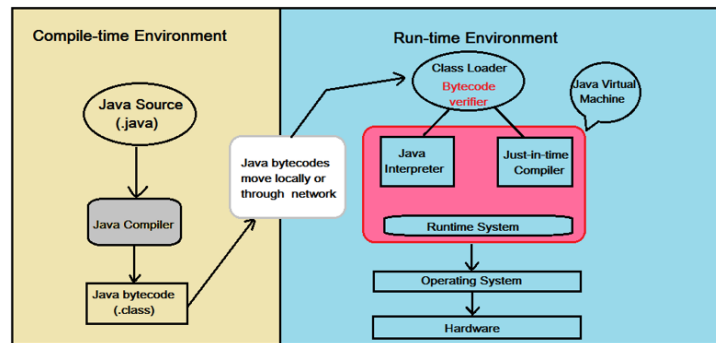 Compile-time Environment
Java Source
(.java)
Java Compiler
Java bytecode
(.class)
Java bytecodes
move locally or
through network
Run-time Environment
Class Loader
Bytecode
verifier
Java Virtual
Machine
Java
Interpreter
Just-in-time
Compiler
Runtime System
Operating System
Hardware